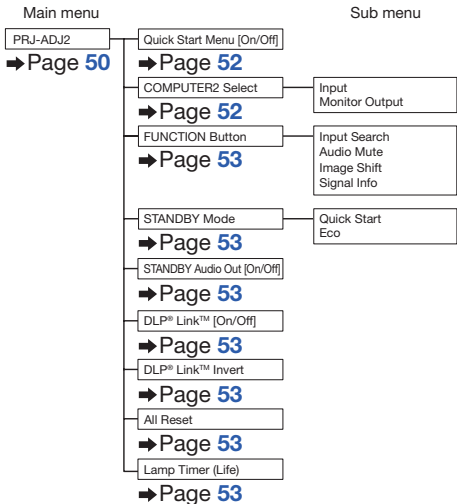 Main menu
Sub menu
PRJ-ADJ2
➡Page 50
Quick Start Menu [On/Off]
➡Page 52
COMPUTER2 Select
➡Page 52
Input
Monitor Output
FUNCTION Button
➡Page 53
Input Search
Audio Mute
Image Shift
Signal Info
STANDBY Mode
➡Page 53
Quick Start
Eco
STANDBY Audio Out [On/Off]
➡Page 53
DLP® Link™ [On/Off]
➡Page 53
DLP® Link™ Invert
➡Page 53
All Reset
➡Page 53
Lamp Timer (Life)
➡Page 53